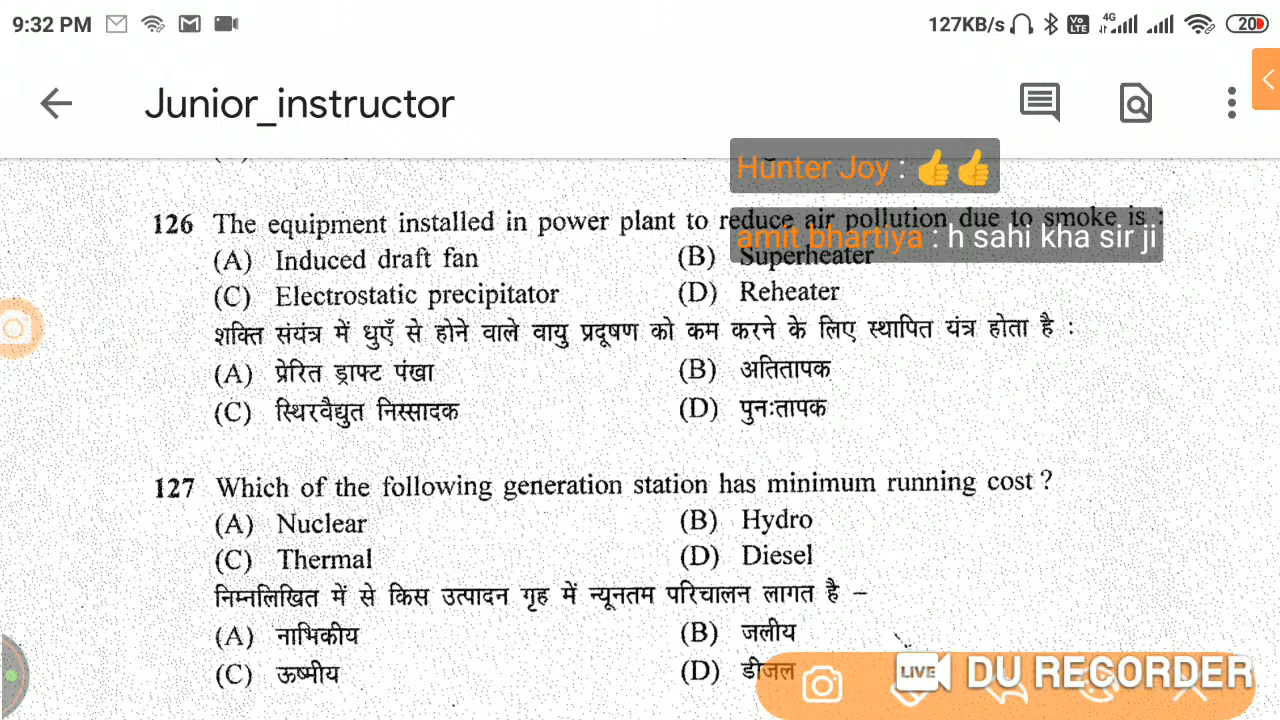 9:32 PM
127KB/s Vo LTE 4G 20
Junior_instructor
Hunter Joy : 👍👍
126 The equipment installed in power plant to reduce air pollution due to smoke is :
amit bhartiya : h sahi kha sir ji
(A) Induced draft fan (B) Superheater
(C) Electrostatic precipitator (D) Reheater
शक्ति संयंत्र में धुएँ से होने वाले वायु प्रदूषण को कम करने के लिए स्थापित यंत्र होता है :
(A) प्रेरित ड्राफ्ट पंखा (B) अतितापक
(C) स्थिरवैद्युत निस्सादक (D) पुनःतापक
127 Which of the following generation station has minimum running cost ?
(A) Nuclear (B) Hydro
(C) Thermal (D) Diesel
निम्नलिखित में से किस उत्पादन गृह में न्यूनतम परिचालन लागत है –
(A) नाभिकीय (B) जलीय
(C) ऊष्मीय (D) डीजल
LIVE DU RECORDER